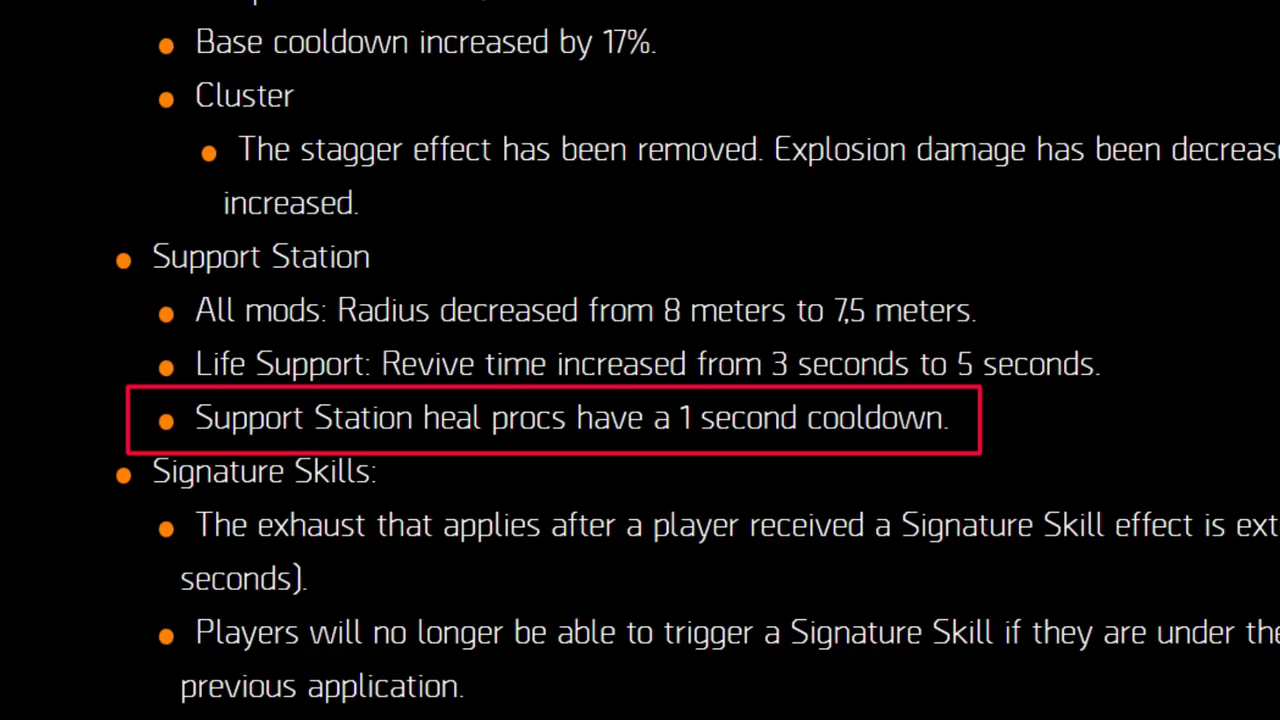 Base cooldown increased by 17%.
Cluster
The stagger effect has been removed. Explosion damage has been
increased.
Support Station
All mods: Radius decreased from 8 meters to 7,5 meters.
Life Support: Revive time increased from 3 seconds to 5 seconds.
Support Station heal procs have a 1 second cooldown.
Signature Skills:
The exhaust that applies after a player received a Signature Skill effect is
seconds).
Players will no longer be able to trigger a Signature Skill if they are under
previous application.